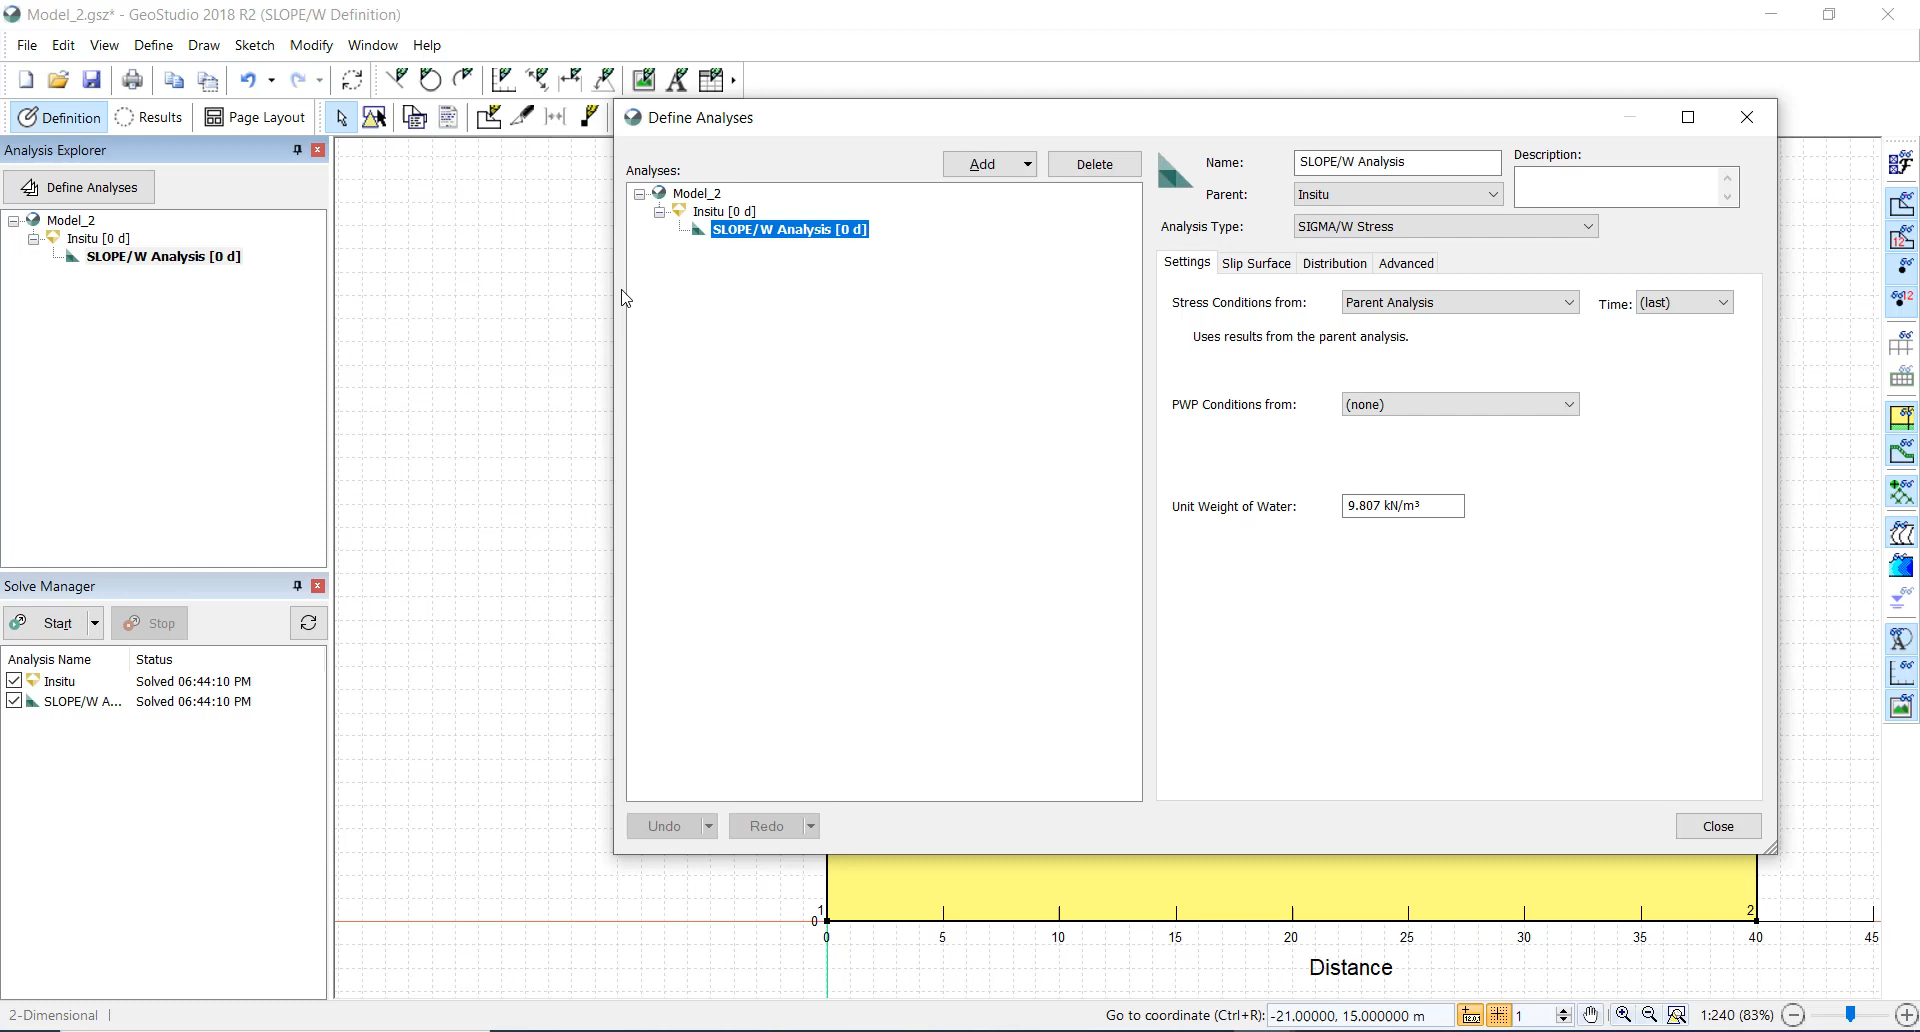 Model_2.gsz* - GeoStudio 2018 R2 (SLOPE/W Definition)
File Edit View Define Draw Sketch Modify Window Help
Definition Results Page Layout
Analysis Explorer
Define Analyses
Model_2
Insitu [0 d]
SLOPE/W Analysis [0 d]
Solve Manager
Start Stop
Analysis Name Status
Insitu Solved 06:44:10 PM
SLOPE/W A... Solved 06:44:10 PM
Define Analyses
Analyses: Add Delete
Model_2
Insitu [0 d]
SLOPE/W Analysis [0 d]
Name: SLOPE/W Analysis Description:
Parent: Insitu
Analysis Type: SIGMA/W Stress
Settings Slip Surface Distribution Advanced
Stress Conditions from: Parent Analysis Time: (last)
Uses results from the parent analysis.
PWP Conditions from: (none)
Unit Weight of Water: 9.807 kN/m³
Undo Redo Close
1 2
0
0 5 10 15 20 25 30 35 40 45
Distance
12
12
2-Dimensional Go to coordinate (Ctrl+R): -21.00000, 15.000000 m 1 1:240 (83%)